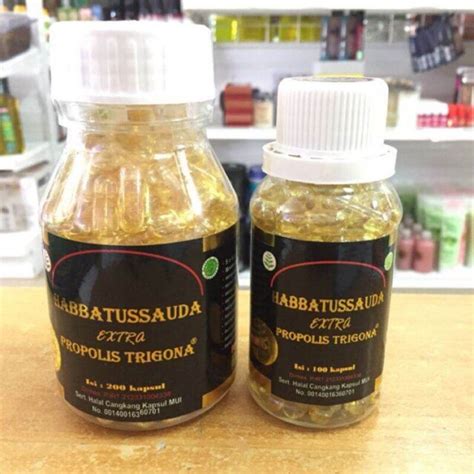 HABBATUSSAUDA
EXTRA
PROPOLIS TRIGONA®
Isi : 200 kapsul
Sert. Halal Cangkang Kapsul MUI
No. 00140016360701
HABBATUSSAUDA
EXTRA
PROPOLIS TRIGONA®
Isi : 100 kapsul
Sert. Halal Cangkang Kapsul MUI
No. 00140016360701